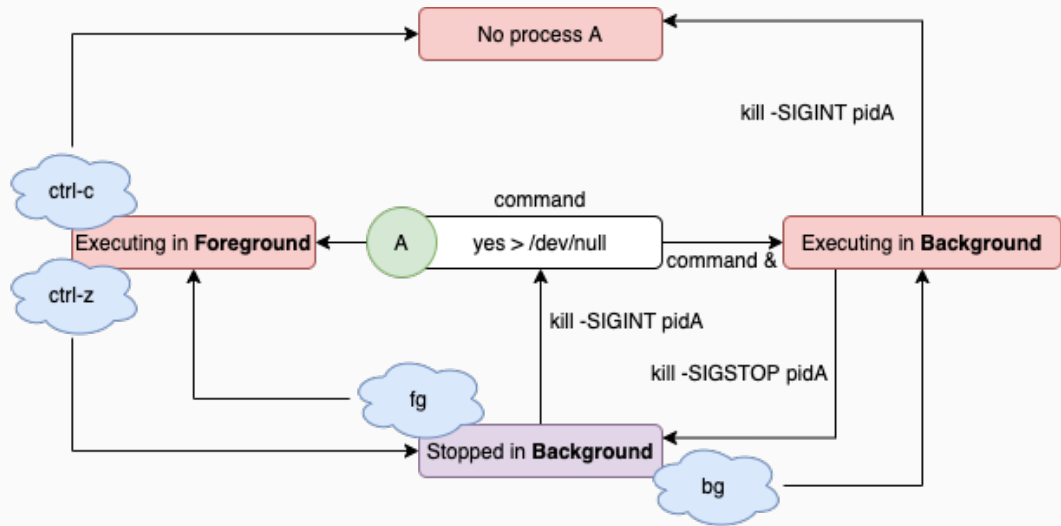 No process A
kill -SIGINT pidA
ctrl-c
command
Executing in Foreground
A
yes > /dev/null
command &
Executing in Background
ctrl-z
kill -SIGINT pidA
kill -SIGSTOP pidA
fg
Stopped in Background
bg